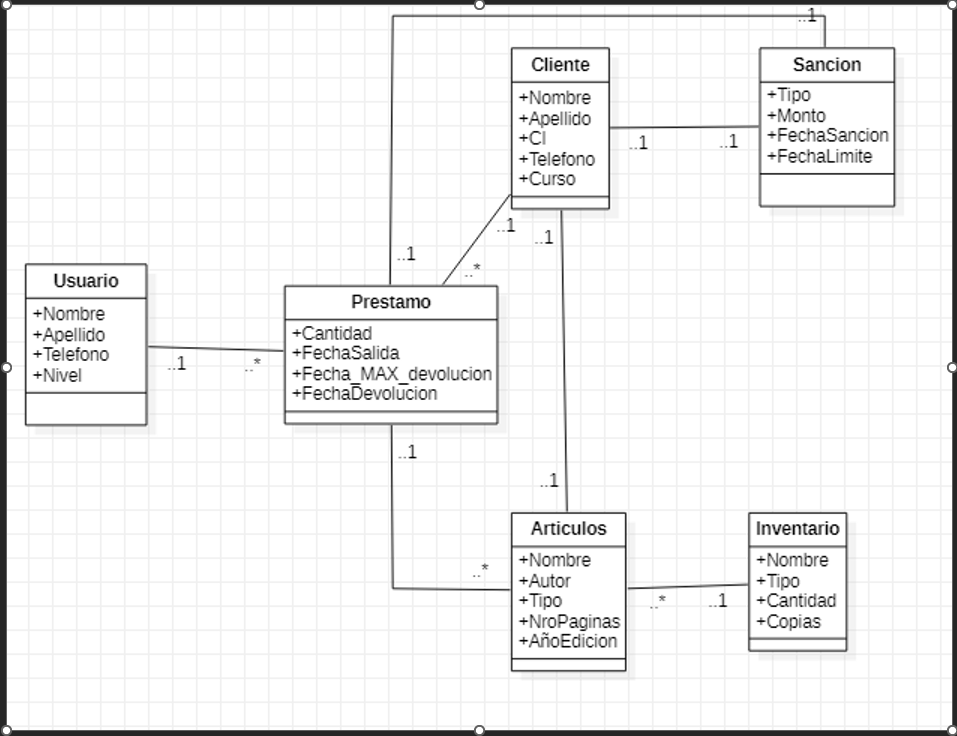 ..1
Cliente
+Nombre
+Apellido
+CI
+Telefono
+Curso
Sancion
+Tipo
+Monto
+FechaSancion
+FechaLimite
..1
..1
..1
..1
..1
..*
Usuario
+Nombre
+Apellido
+Telefono
+Nivel
..1
..*
Prestamo
+Cantidad
+FechaSalida
+Fecha_MAX_devolucion
+FechaDevolucion
..1
..1
..*
Articulos
+Nombre
+Autor
+Tipo
+NroPaginas
+AñoEdicion
..*
..1
Inventario
+Nombre
+Tipo
+Cantidad
+Copias